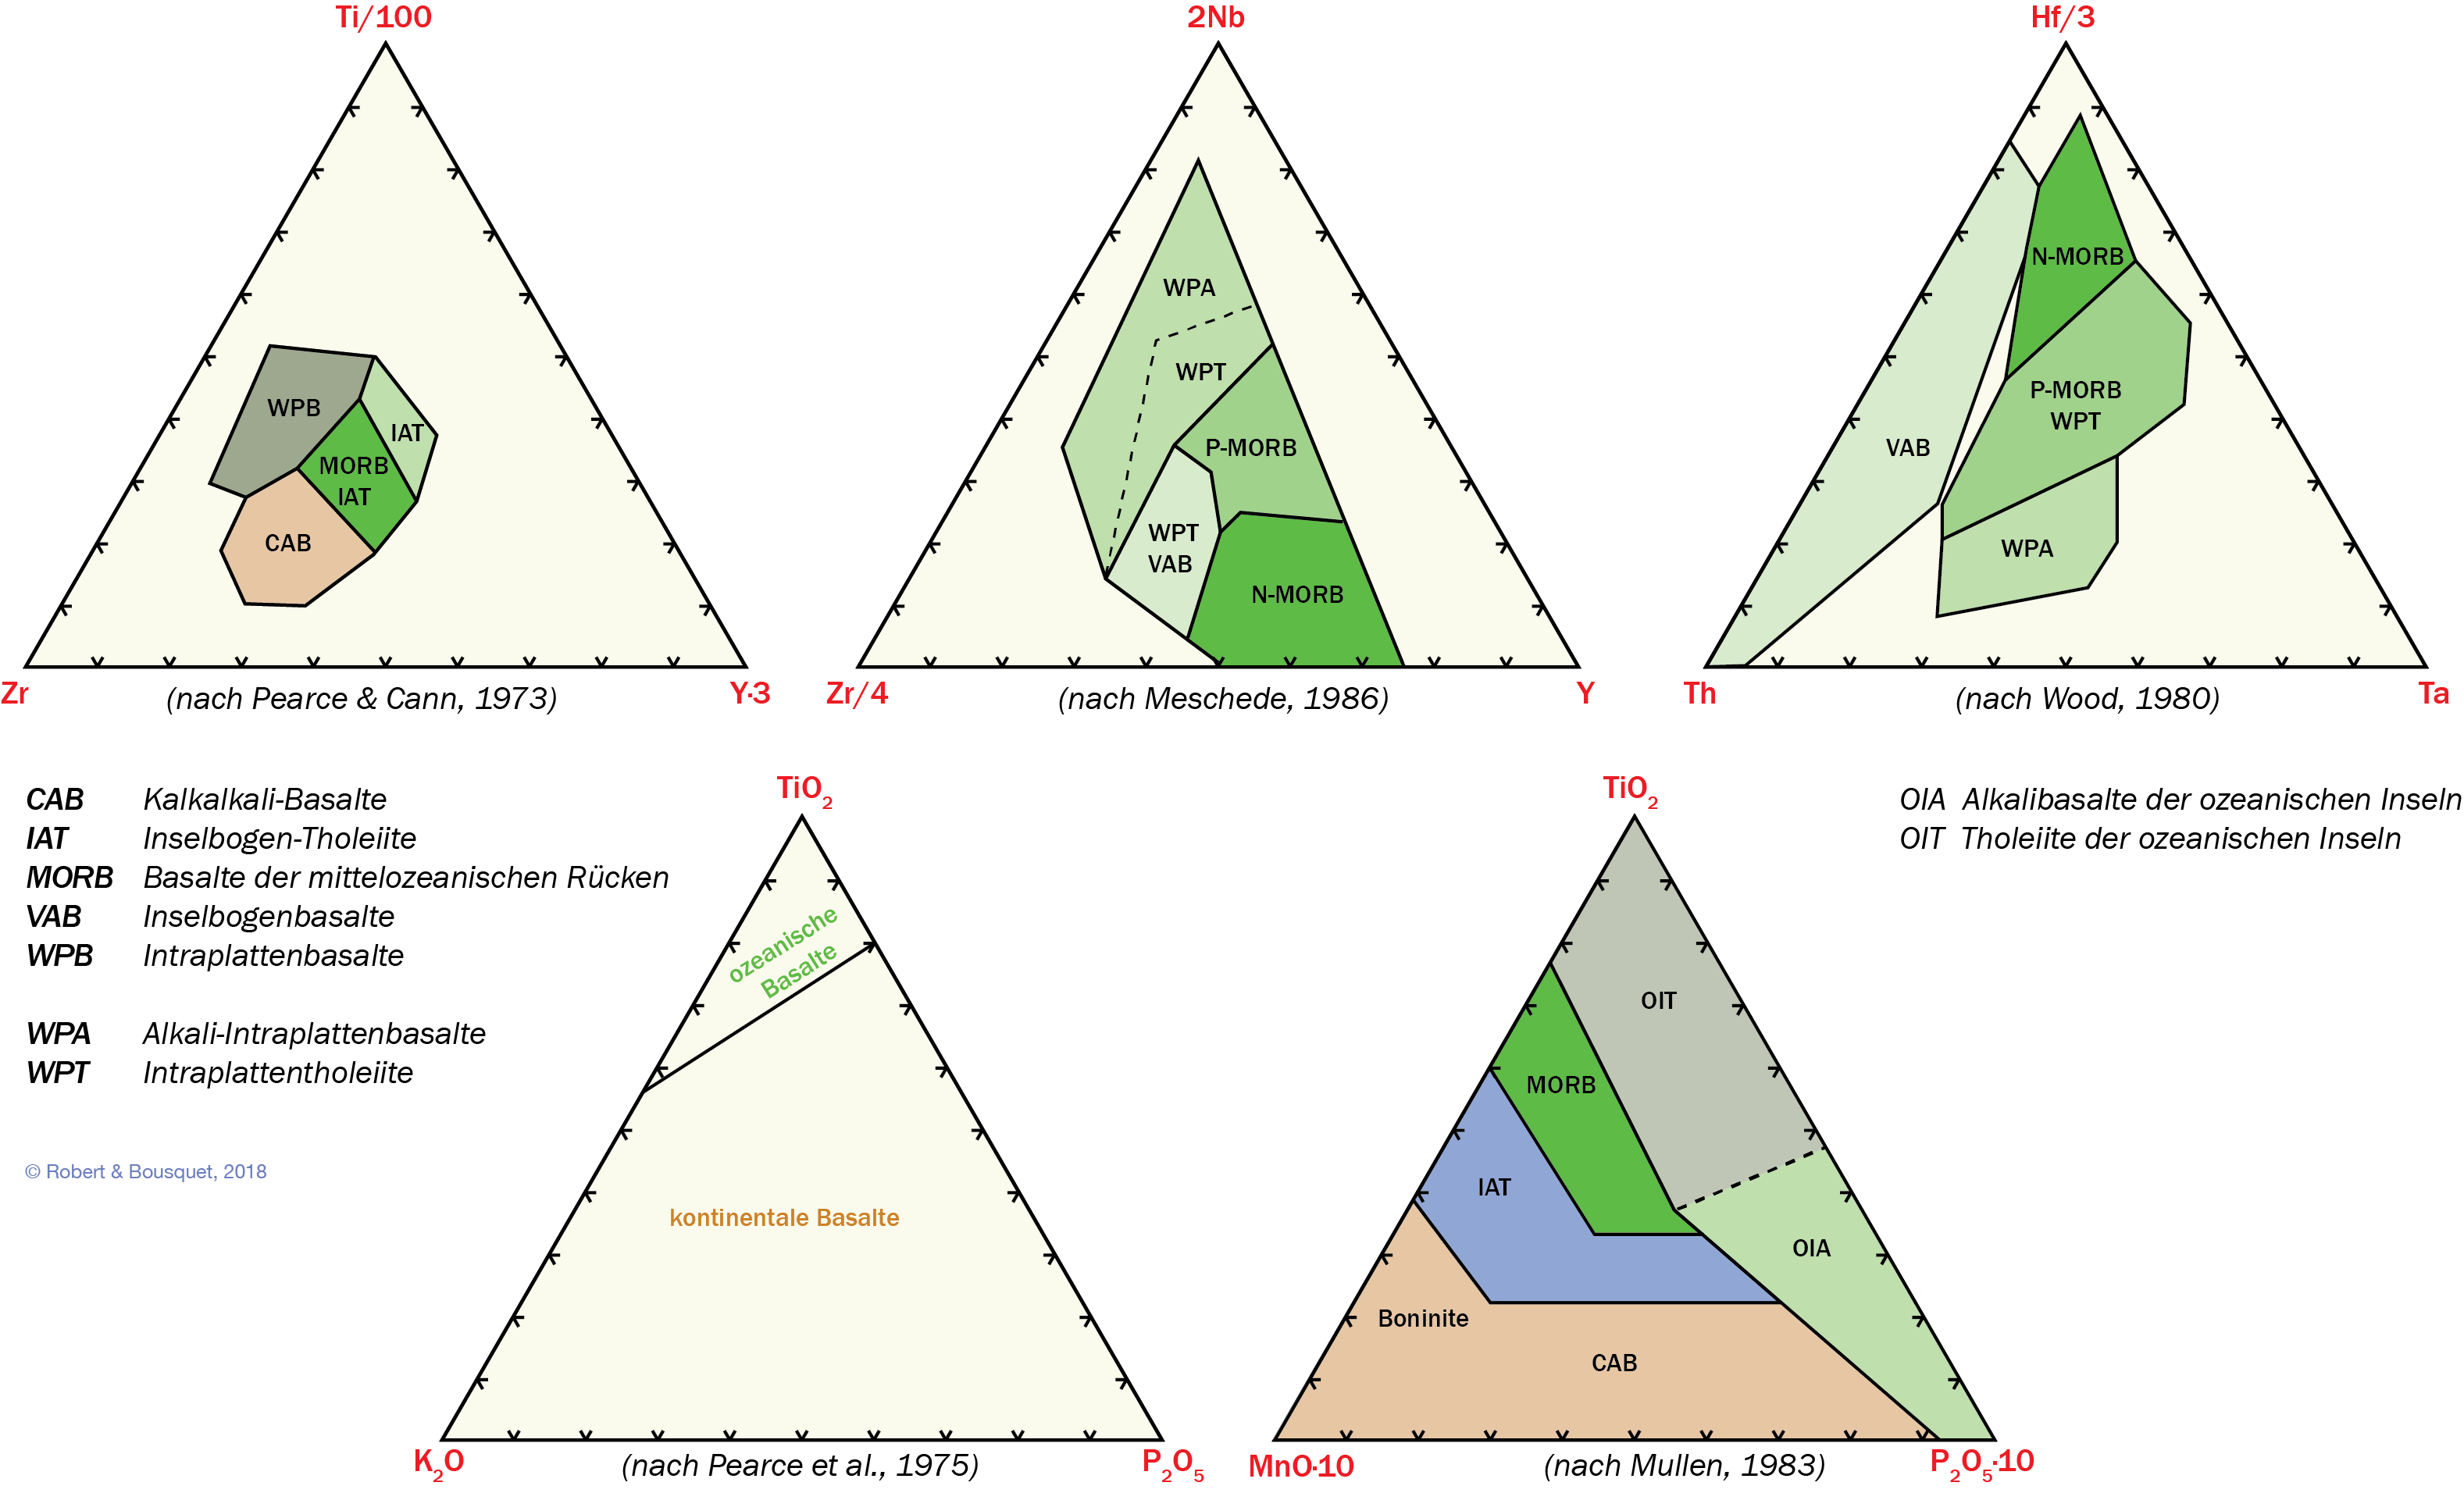 Ti/100
WPB
IAT
MORB
IAT
CAB
Zr
Y·3
(nach Pearce & Cann, 1973)
2Nb
WPA
WPT
P-MORB
WPT
VAB
N-MORB
Zr/4
Y
(nach Meschede, 1986)
Hf/3
N-MORB
P-MORB
WPT
VAB
WPA
Th
Ta
(nach Wood, 1980)
CAB Kalkalkali-Basalte
IAT Inselbogen-Tholeiite
MORB Basalte der mittelozeanischen Rücken
VAB Inselbogenbasalte
WPB Intraplattenbasalte
WPA Alkali-Intraplattenbasalte
WPT Intraplattentholeiite
© Robert & Bousquet, 2018
TiO₂
ozeanische
Basalte
kontinentale Basalte
K₂O
P₂O₅
(nach Pearce et al., 1975)
TiO₂
OIT
MORB
IAT
OIA
Boninite
CAB
MnO·10
P₂O₅·10
(nach Mullen, 1983)
OIA Alkalibasalte der ozeanischen Inseln
OIT Tholeiite der ozeanischen Inseln